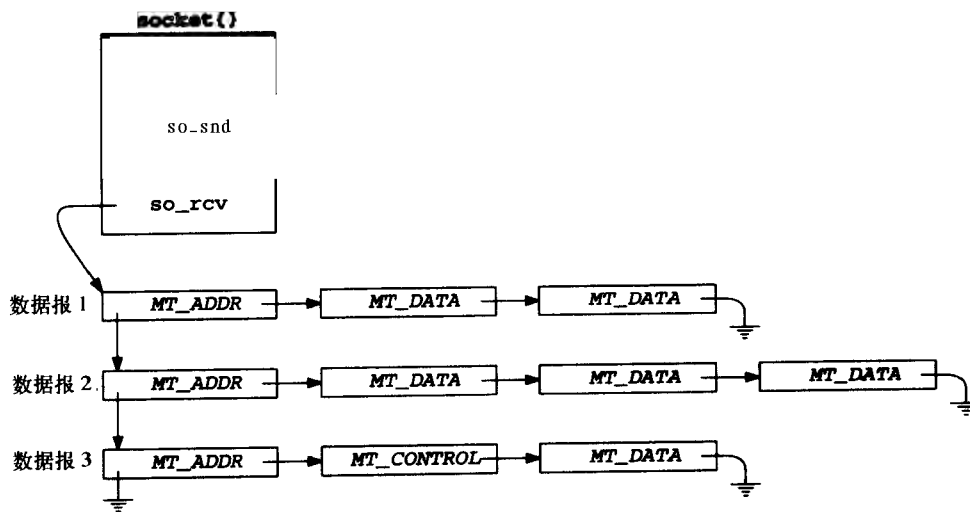 socket{}
so_snd
so_rcv
数据报 1 MT_ADDR MT_DATA MT_DATA
数据报 2 MT_ADDR MT_DATA MT_DATA MT_DATA
数据报 3 MT_ADDR MT_CONTROL MT_DATA